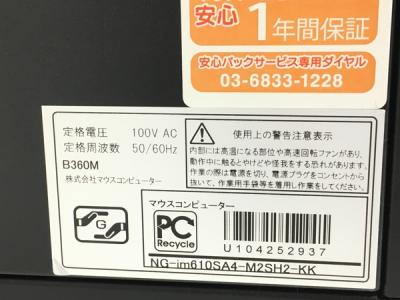 安心 1年間保証
安心パックサービス専用ダイヤル
03-6833-1228
定格電圧 100V AC
定格周波数 50/60Hz
B360M
株式会社マウスコンピューター
使用上の警告注意表示
内部には高温になる部位や高速回転ファンがあり、
動作中に触るとやけどや怪我をする恐れがあります。
作業の際は電源を切り、電源プラグをコンセントから
抜いて、作業用手袋等を着用し作業をしてください。
G
マウスコンピューター
PC
Recycle
U104252937
NG-im610SA4-M2SH2-KK